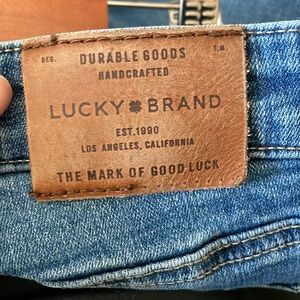 REG. DURABLE GOODS T.M.
HANDCRAFTED
LUCKY BRAND
EST. 1990
LOS ANGELES, CALIFORNIA
THE MARK OF GOOD LUCK